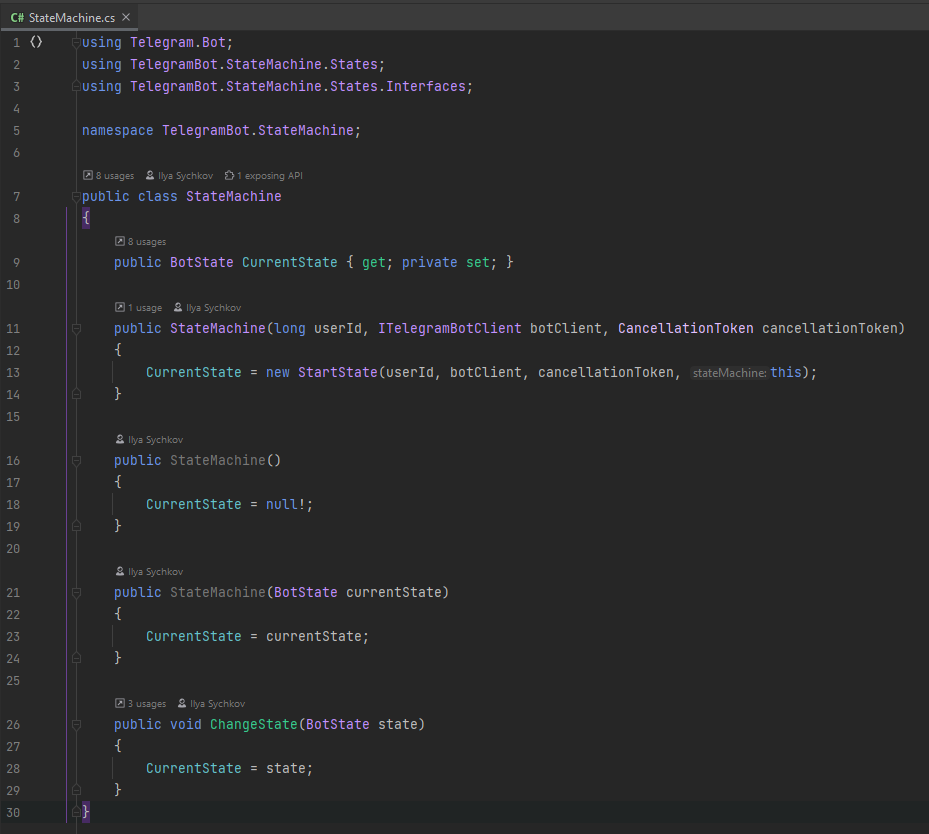 C# StateMachine.cs ×
1 using Telegram.Bot;
2 using TelegramBot.StateMachine.States;
3 using TelegramBot.StateMachine.States.Interfaces;
4
5 namespace TelegramBot.StateMachine;
6
8 usages Ilya Sychkov 1 exposing API
7 public class StateMachine
8 {
8 usages
9 public BotState CurrentState { get; private set; }
10
1 usage Ilya Sychkov
11 public StateMachine(long userId, ITelegramBotClient botClient, CancellationToken cancellationToken)
12 {
13 CurrentState = new StartState(userId, botClient, cancellationToken, stateMachine: this);
14 }
15
Ilya Sychkov
16 public StateMachine()
17 {
18 CurrentState = null!;
19 }
20
Ilya Sychkov
21 public StateMachine(BotState currentState)
22 {
23 CurrentState = currentState;
24 }
25
3 usages Ilya Sychkov
26 public void ChangeState(BotState state)
27 {
28 CurrentState = state;
29 }
30 }